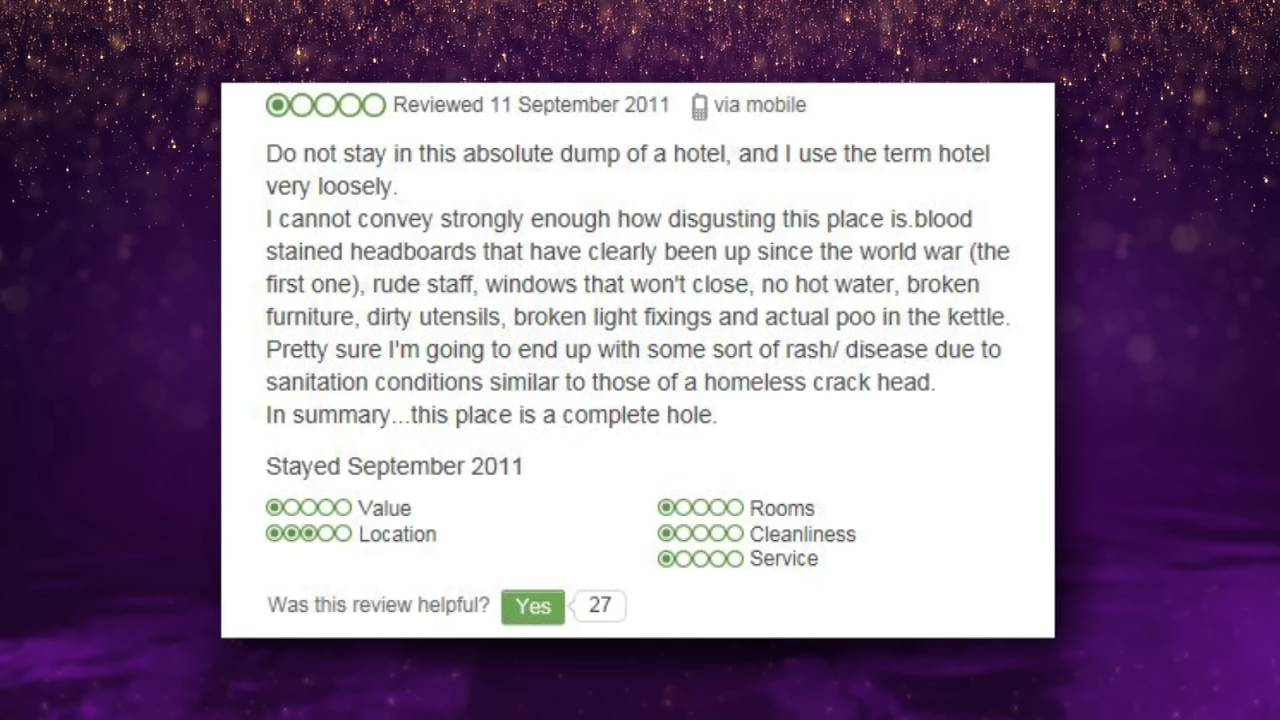 Reviewed 11 September 2011 via mobile
Do not stay in this absolute dump of a hotel, and I use the term hotel
very loosely.
I cannot convey strongly enough how disgusting this place is.blood
stained headboards that have clearly been up since the world war (the
first one), rude staff, windows that won't close, no hot water, broken
furniture, dirty utensils, broken light fixings and actual poo in the kettle.
Pretty sure I'm going to end up with some sort of rash/ disease due to
sanitation conditions similar to those of a homeless crack head.
In summary...this place is a complete hole.
Stayed September 2011
Value Rooms
Location Cleanliness
Service
Was this review helpful? Yes 27